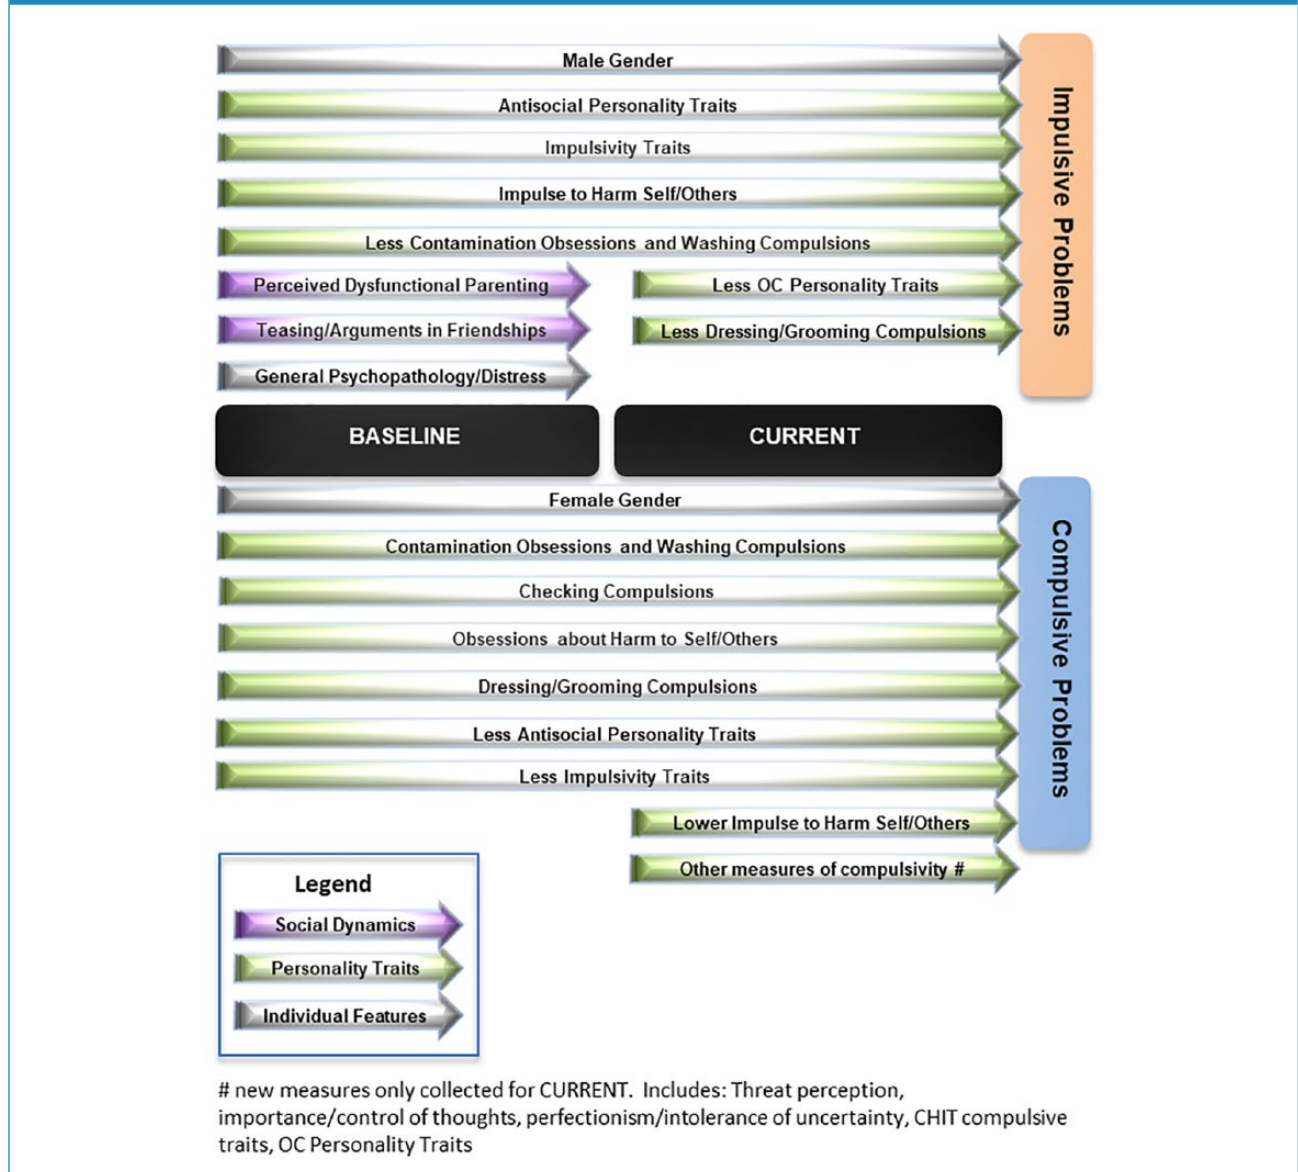 Male Gender
Antisocial Personality Traits
Impulsivity Traits
Impulse to Harm Self/Others
Less Contamination Obsessions and Washing Compulsions
Perceived Dysfunctional Parenting
Less OC Personality Traits
Teasing/Arguments in Friendships
Less Dressing/Grooming Compulsions
General Psychopathology/Distress
Impulsive Problems
BASELINE
CURRENT
Female Gender
Contamination Obsessions and Washing Compulsions
Checking Compulsions
Obsessions about Harm to Self/Others
Dressing/Grooming Compulsions
Less Antisocial Personality Traits
Less Impulsivity Traits
Lower Impulse to Harm Self/Others
Other measures of compulsivity #
Compulsive Problems
Legend
Social Dynamics
Personality Traits
Individual Features
# new measures only collected for CURRENT. Includes: Threat perception,
importance/control of thoughts, perfectionism/intolerance of uncertainty, CHIT compulsive
traits, OC Personality Traits